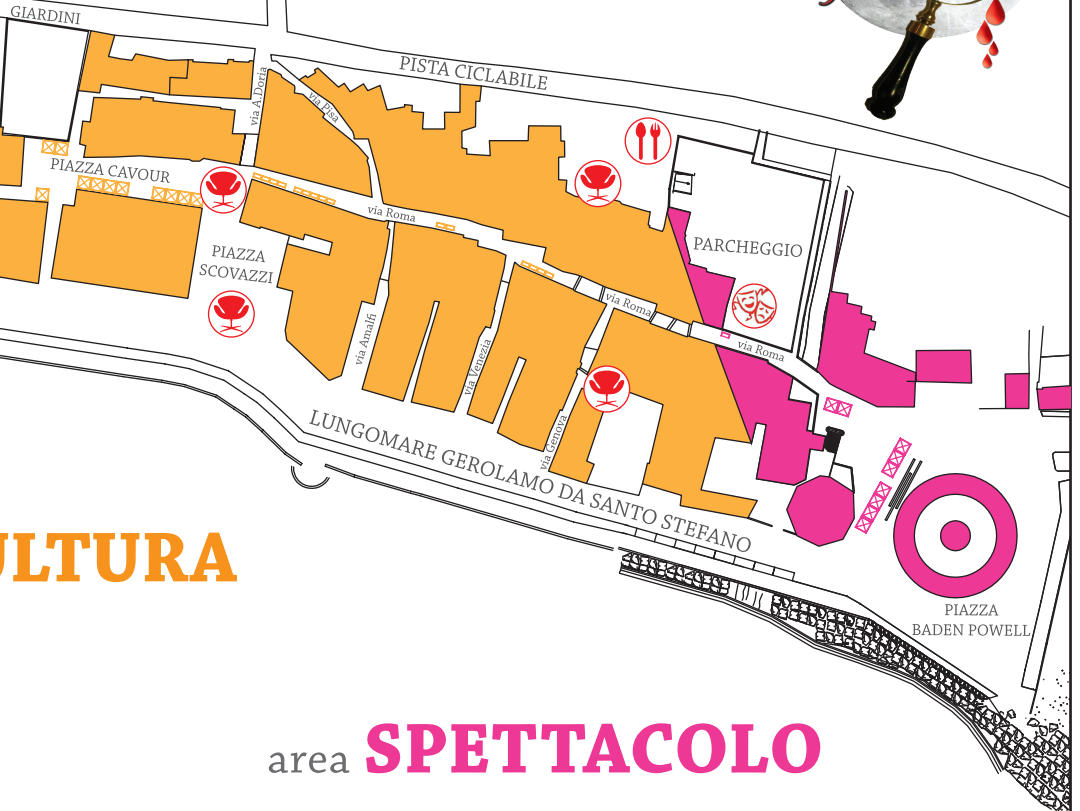 GIARDINI
PISTA CICLABILE
via A.Doria
via Pisa
PIAZZA CAVOUR
via Roma
PIAZZA
SCOVAZZI
PARCHEGGIO
via Roma
via Roma
via Amalfi
via Venezia
via Genova
LUNGOMARE GEROLAMO DA SANTO STEFANO
ULTURA
PIAZZA
BADEN POWELL
area SPETTACOLO